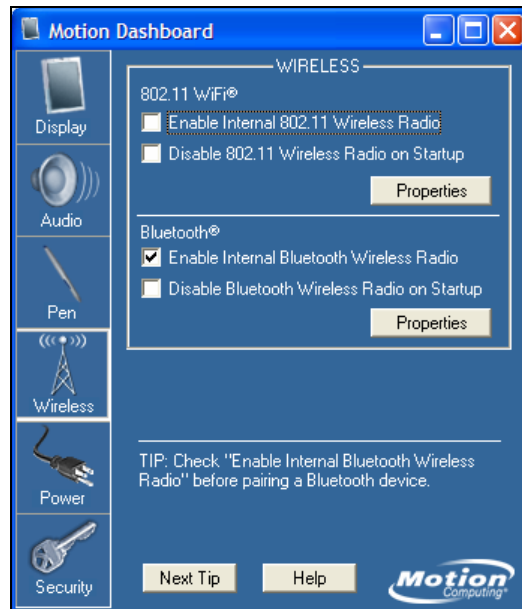 Motion Dashboard
Display
Audio
Pen
Wireless
Power
Security
WIRELESS
802.11 WiFi®
Enable Internal 802.11 Wireless Radio
Disable 802.11 Wireless Radio on Startup
Properties
Bluetooth®
Enable Internal Bluetooth Wireless Radio
Disable Bluetooth Wireless Radio on Startup
Properties
TIP: Check "Enable Internal Bluetooth Wireless
Radio" before pairing a Bluetooth device.
Next Tip
Help
Motion
Computing®